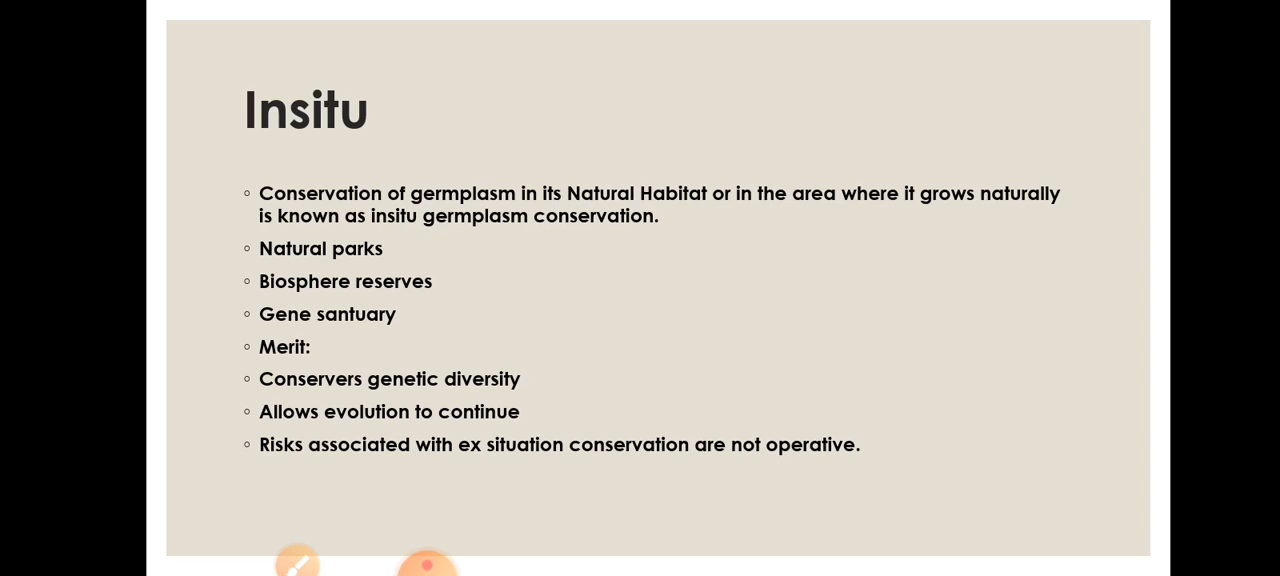 Insitu
◦ Conservation of germplasm in its Natural Habitat or in the area where it grows naturally
is known as insitu germplasm conservation.
◦ Natural parks
◦ Biosphere reserves
◦ Gene santuary
◦ Merit:
◦ Conservers genetic diversity
◦ Allows evolution to continue
◦ Risks associated with ex situation conservation are not operative.